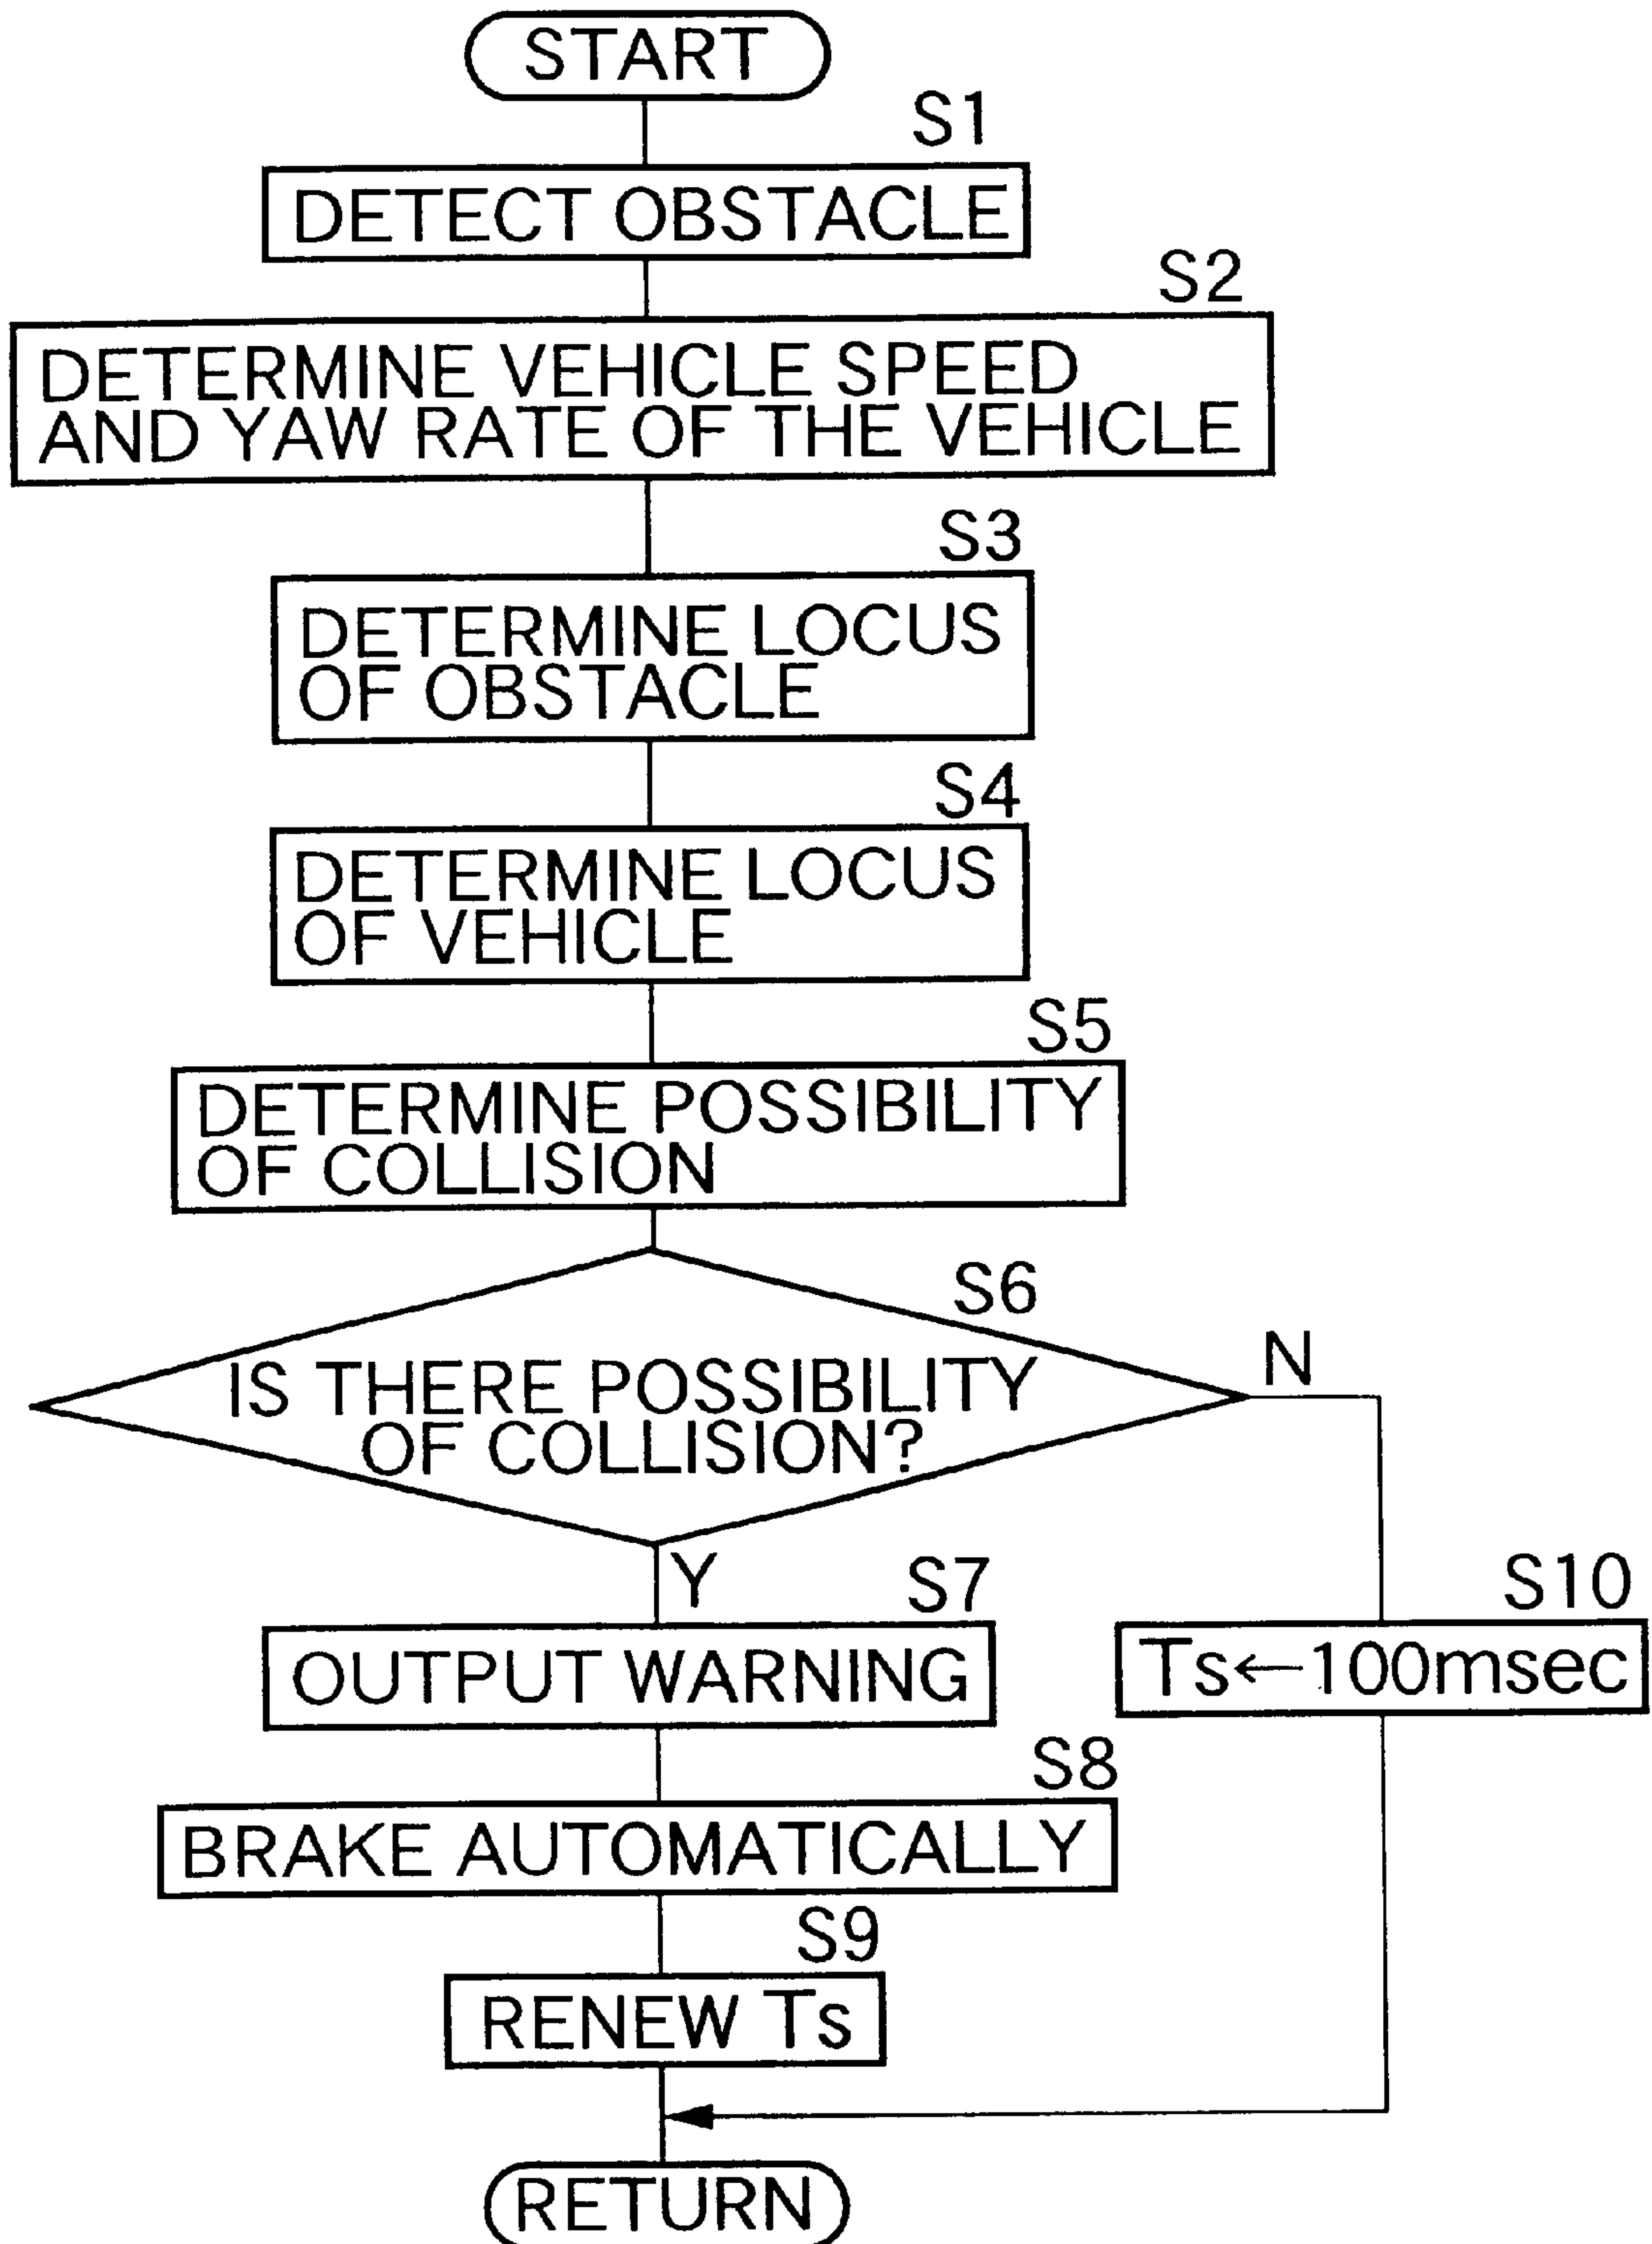 START
S1
DETECT OBSTACLE
S2
DETERMINE VEHICLE SPEED
AND YAW RATE OF THE VEHICLE
S3
DETERMINE LOCUS
OF OBSTACLE
S4
DETERMINE LOCUS
OF VEHICLE
S5
DETERMINE POSSIBILITY
OF COLLISION
S6
IS THERE POSSIBILITY
OF COLLISION?
N
Y
S7
OUTPUT WARNING
S10
Ts←100msec
S8
BRAKE AUTOMATICALLY
S9
RENEW Ts
RETURN